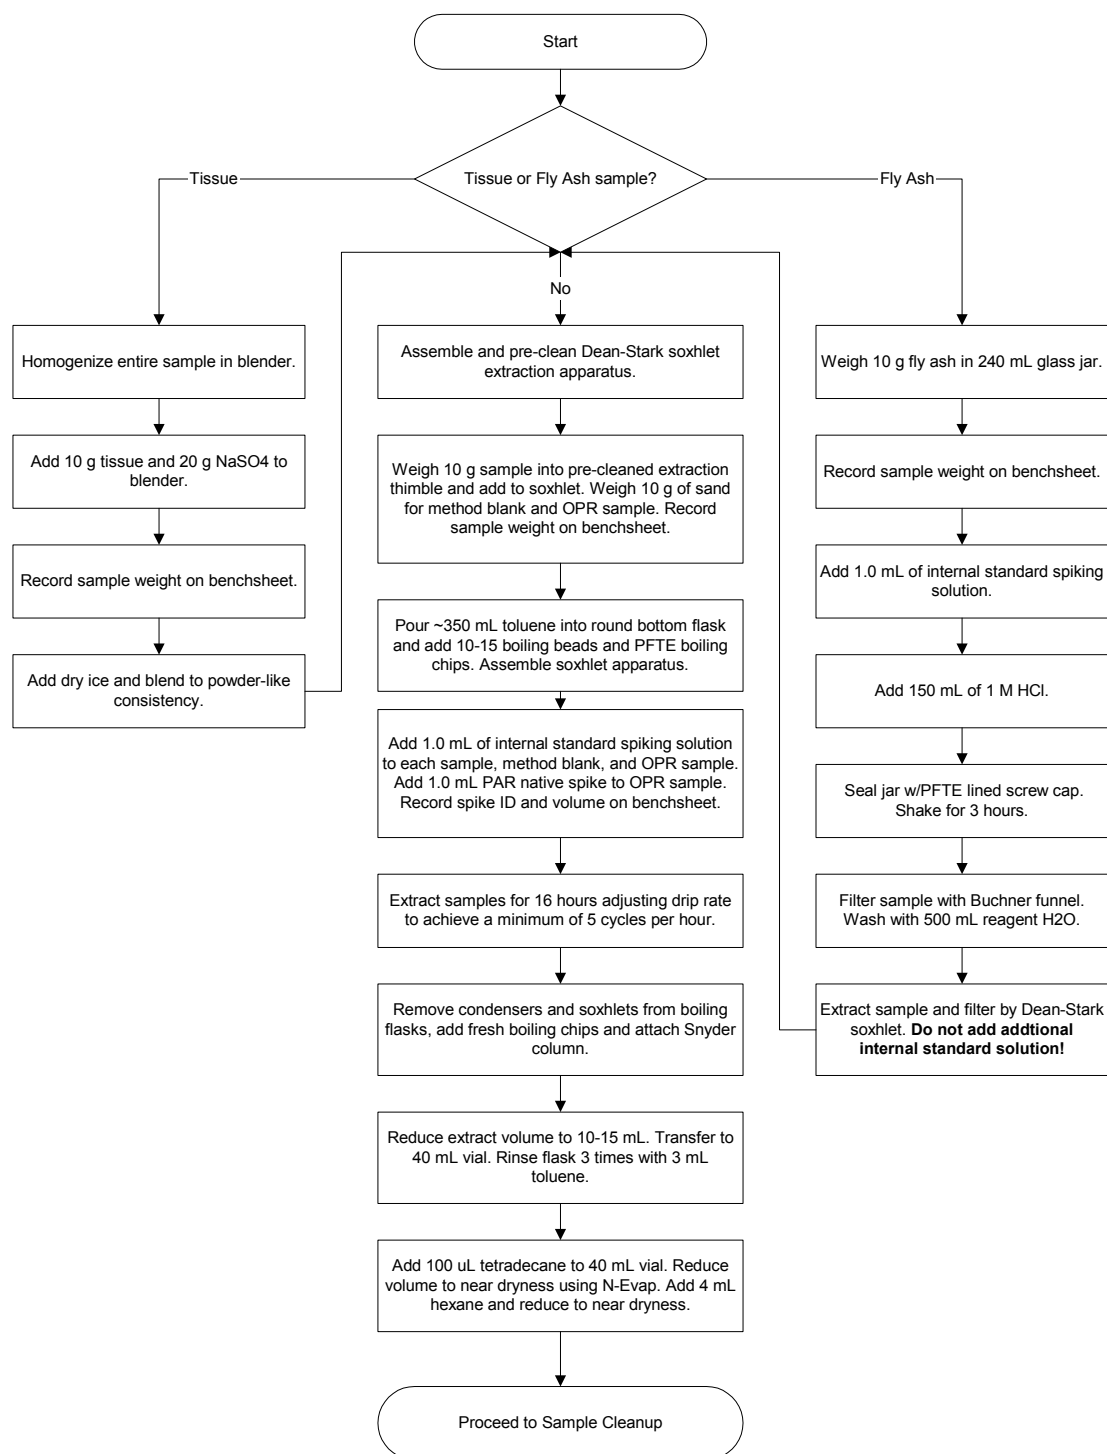 Start
Tissue or Fly Ash sample?
Tissue
Fly Ash
No
Homogenize entire sample in blender.
Add 10 g tissue and 20 g NaSO4 to
blender.
Record sample weight on benchsheet.
Add dry ice and blend to powder-like
consistency.
Assemble and pre-clean Dean-Stark soxhlet
extraction apparatus.
Weigh 10 g sample into pre-cleaned extraction
thimble and add to soxhlet. Weigh 10 g of sand
for method blank and OPR sample. Record
sample weight on benchsheet.
Pour ~350 mL toluene into round bottom flask
and add 10-15 boiling beads and PFTE boiling
chips. Assemble soxhlet apparatus.
Add 1.0 mL of internal standard spiking solution
to each sample, method blank, and OPR sample.
Add 1.0 mL PAR native spike to OPR sample.
Record spike ID and volume on benchsheet.
Extract samples for 16 hours adjusting drip rate
to achieve a minimum of 5 cycles per hour.
Remove condensers and soxhlets from boiling
flasks, add fresh boiling chips and attach Snyder
column.
Reduce extract volume to 10-15 mL. Transfer to
40 mL vial. Rinse flask 3 times with 3 mL
toluene.
Add 100 uL tetradecane to 40 mL vial. Reduce
volume to near dryness using N-Evap. Add 4 mL
hexane and reduce to near dryness.
Proceed to Sample Cleanup
Weigh 10 g fly ash in 240 mL glass jar.
Record sample weight on benchsheet.
Add 1.0 mL of internal standard spiking
solution.
Add 150 mL of 1 M HCl.
Seal jar w/PFTE lined screw cap.
Shake for 3 hours.
Filter sample with Buchner funnel.
Wash with 500 mL reagent H2O.
Extract sample and filter by Dean-Stark
soxhlet. Do not add addtional
internal standard solution!